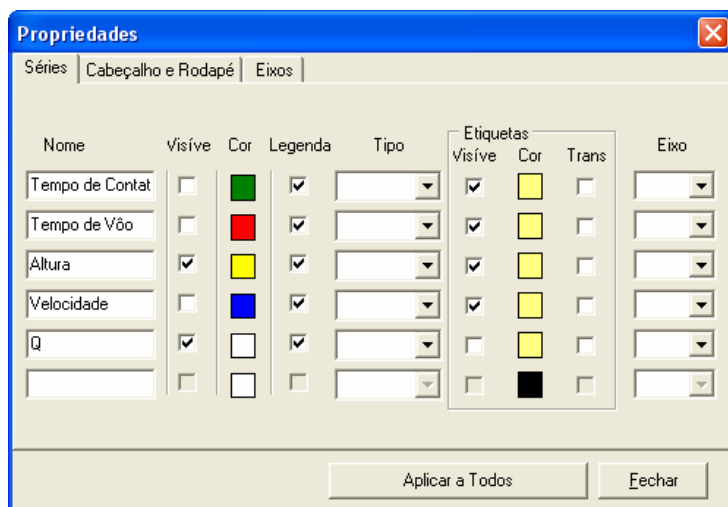 Propriedades
Séries Cabeçalho e Rodapé Eixos
Etiquetas
Nome Visíve Cor Legenda Tipo Visíve Cor Trans Eixo
Tempo de Contat
Tempo de Vôo
Altura
Velocidade
Q
Aplicar a Todos Fechar